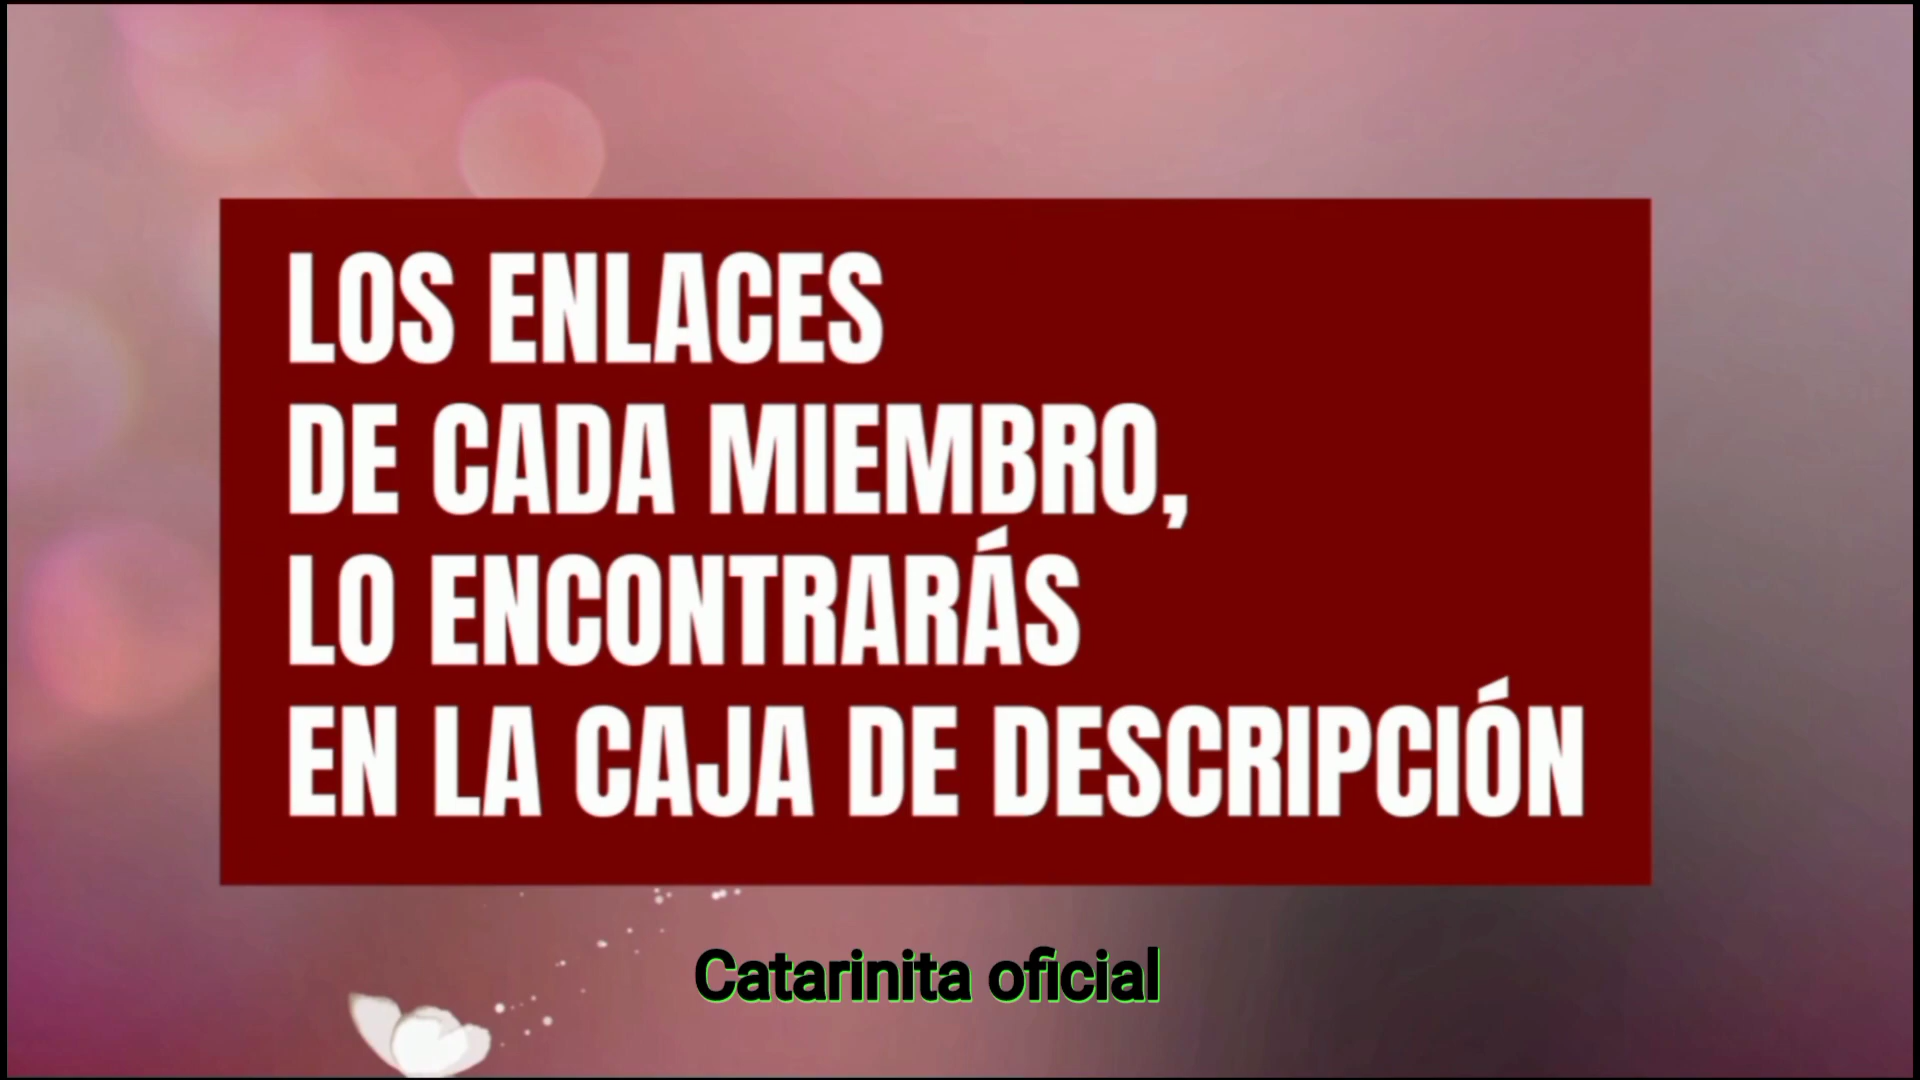 LOS ENLACES
DE CADA MIEMBRO,
LO ENCONTRARÁS
EN LA CAJA DE DESCRIPCIÓN
Catarinita oficial